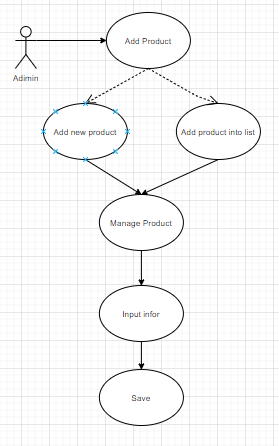 Add Product
Adimin
Add new product
Add product into list
Manage Product
Input infor
Save